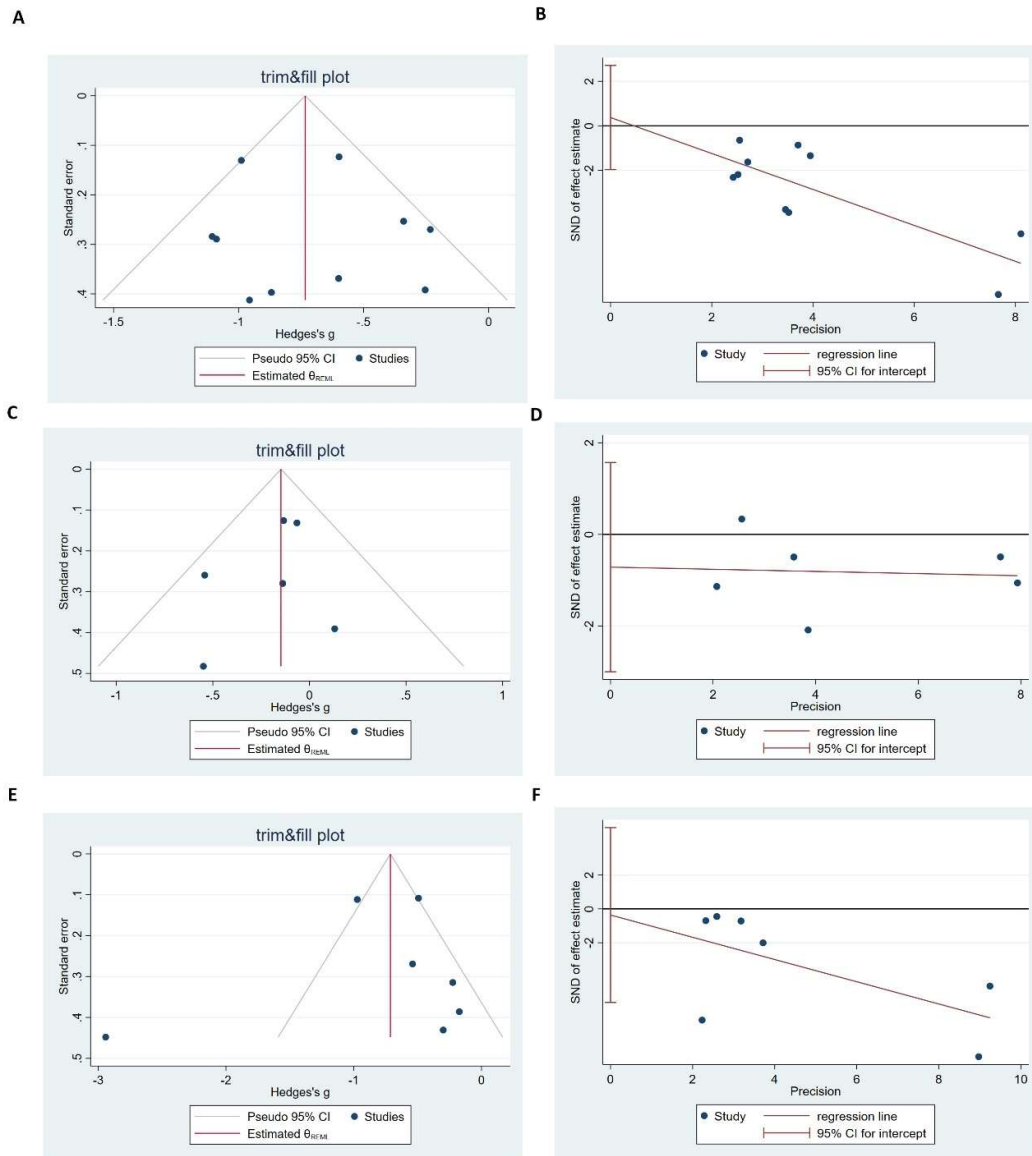 A
trim&fill plot
Standard error
0
.1
.2
.3
.4
-1.5
-1
-.5
0
Hedges's g
Pseudo 95% CI
Studies
Estimated θREML
B
SND of effect estimate
2
0
-2
0
2
4
6
8
Precision
Study
regression line
95% CI for intercept
C
trim&fill plot
Standard error
0
.1
.2
.3
.4
.5
-1
-.5
0
.5
1
Hedges's g
Pseudo 95% CI
Studies
Estimated θREML
D
SND of effect estimate
2
0
-2
0
2
4
6
8
Precision
Study
regression line
95% CI for intercept
E
trim&fill plot
Standard error
0
.1
.2
.3
.4
.5
-3
-2
-1
0
Hedges's g
Pseudo 95% CI
Studies
Estimated θREML
F
SND of effect estimate
2
0
-2
0
2
4
6
8
10
Precision
Study
regression line
95% CI for intercept